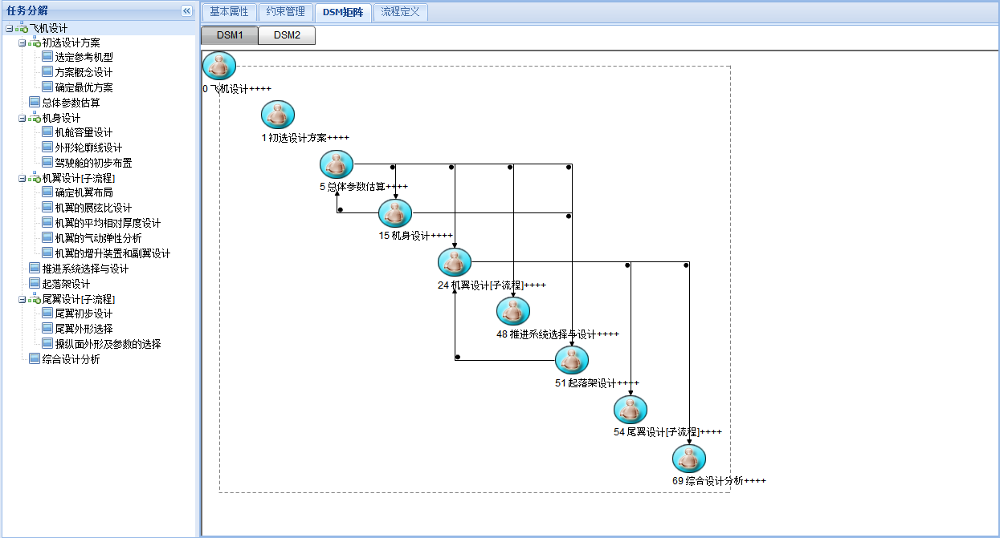 任务分解
飞机设计
初选设计方案
选定参考机型
方案概念设计
确定最优方案
总体参数估算
机身设计
机舱容量设计
外形轮廓线设计
驾驶舱的初步布置
机翼设计[子流程]
确定机翼布局
机翼的展弦比设计
机翼的平均相对厚度设计
机翼的气动弹性分析
机翼的增升装置和副翼设计
推进系统选择与设计
起落架设计
尾翼设计[子流程]
尾翼初步设计
尾翼外形选择
操纵面外形及参数的选择
综合设计分析
基本属性 约束管理 DSM矩阵 流程定义
DSM1 DSM2
0 飞机设计++++
1 初选设计方案++++
5 总体参数估算++++
15 机身设计++++
24 机翼设计[子流程]++++
48 推进系统选择与设计++++
51 起落架设计++++
54 尾翼设计[子流程]++++
69 综合设计分析++++